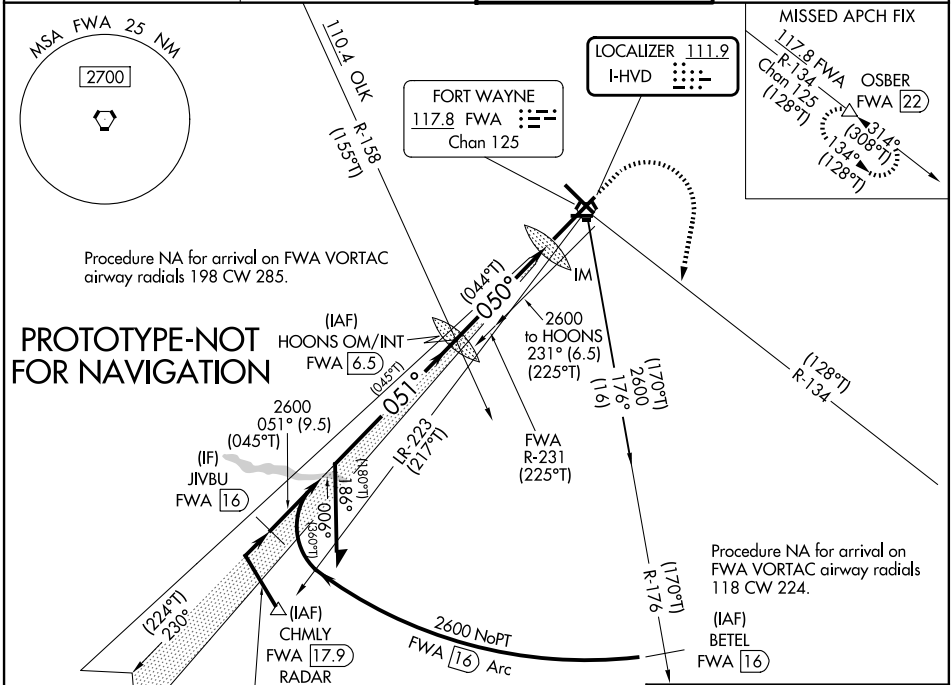 MSA FWA 25 NM
2700
110.4 OLK
R-158
(155°T)
FORT WAYNE
117.8 FWA
Chan 125
LOCALIZER 111.9
I-HVD
MISSED APCH FIX
117.8 FWA
R-134
Chan 125
(128°T)
OSBER
FWA 22
314°
(308°T)
134°
(128°T)
Procedure NA for arrival on FWA VORTAC
airway radials 198 CW 285.
PROTOTYPE-NOT
FOR NAVIGATION
(IAF)
HOONS OM/INT
FWA 6.5
(044°T)
050°
IM
2600
to HOONS
231° (6.5)
(225°T)
(045°T)
051°
2600
051° (9.5)
(045°T)
(IF)
JIVBU
FWA 16
LR-223
(217°T)
FWA
R-231
(225°T)
(170°T)
2600
176°
(16)
(128°T)
R-134
(180°T)
186°
006°
(360°T)
(224°T)
230°
(IAF)
CHMLY
FWA 17.9
RADAR
2600 NoPT
FWA 16 Arc
(170°T)
R-176
Procedure NA for arrival on
FWA VORTAC airway radials
118 CW 224.
(IAF)
BETEL
FWA 16